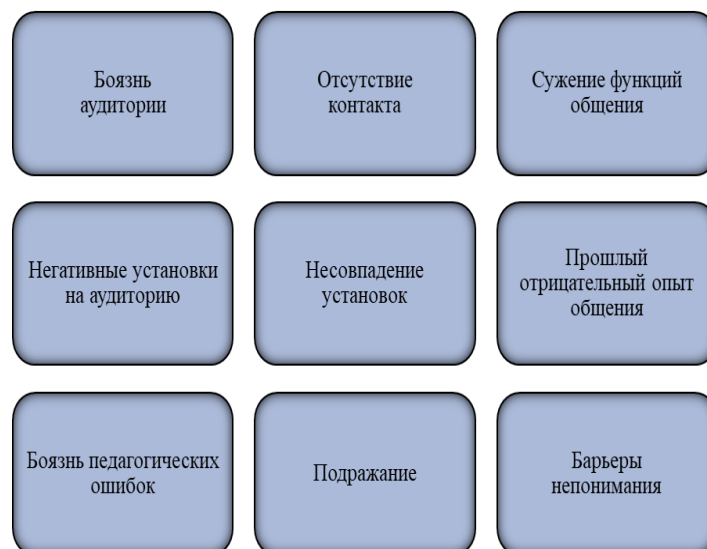 Боязнь
аудитории
Отсутствие
контакта
Сужение функций
общения
Негативные установки
на аудиторию
Несовпадение
установок
Прошлый
отрицательный опыт
общения
Боязнь педагогических
ошибок
Подражание
Барьеры
непонимания